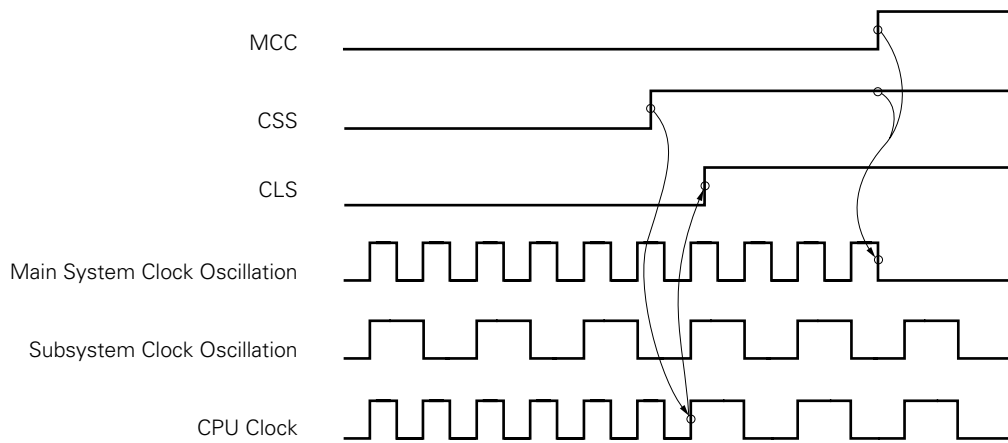 MCC
CSS
CLS
Main System Clock Oscillation
Subsystem Clock Oscillation
CPU Clock